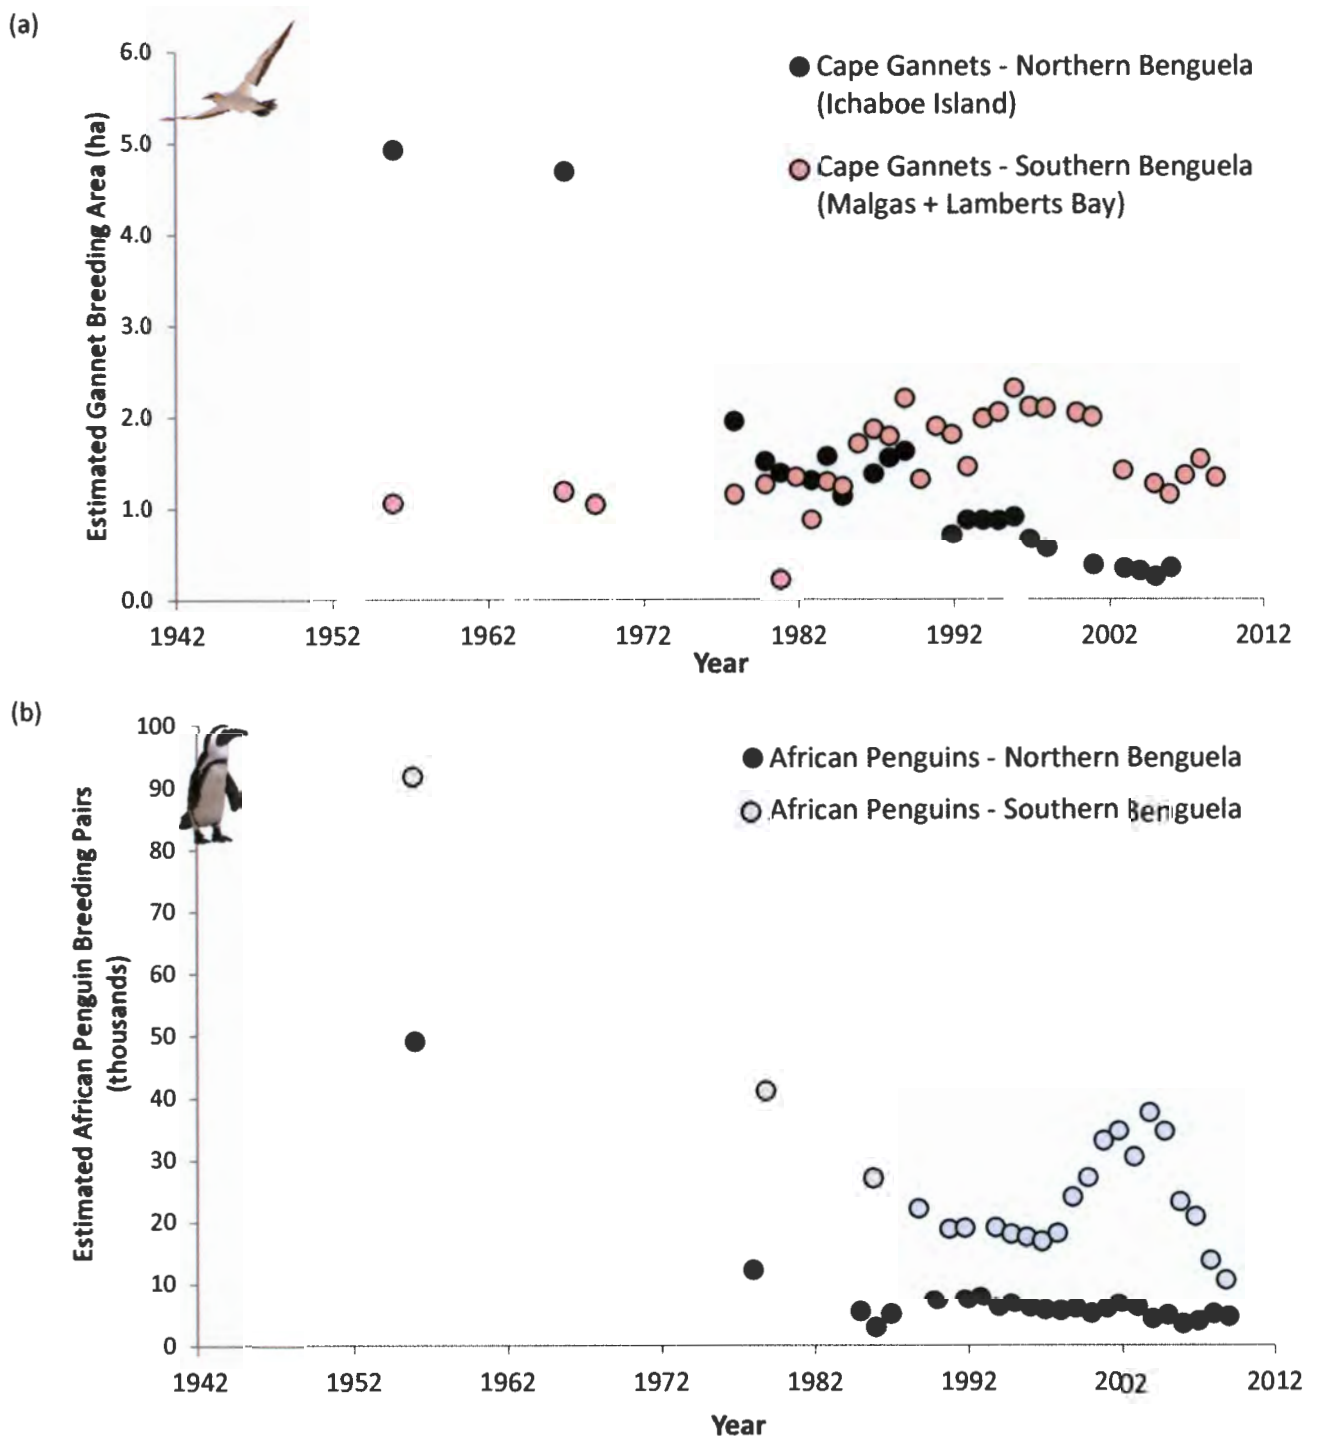 (a)
6.0
5.0
4.0
3.0
2.0
1.0
0.0
Estimated Gannet Breeding Area (ha)
Cape Gannets - Northern Benguela
(Ichaboe Island)
Cape Gannets - Southern Benguela
(Malgas + Lamberts Bay)
1942 1952 1962 1972 1982 1992 2002 2012
Year
(b)
100
90
80
70
60
50
40
30
20
10
0
Estimated African Penguin Breeding Pairs
(thousands)
African Penguins - Northern Benguela
African Penguins - Southern Benguela
1942 1952 1962 1972 1982 1992 2002 2012
Year